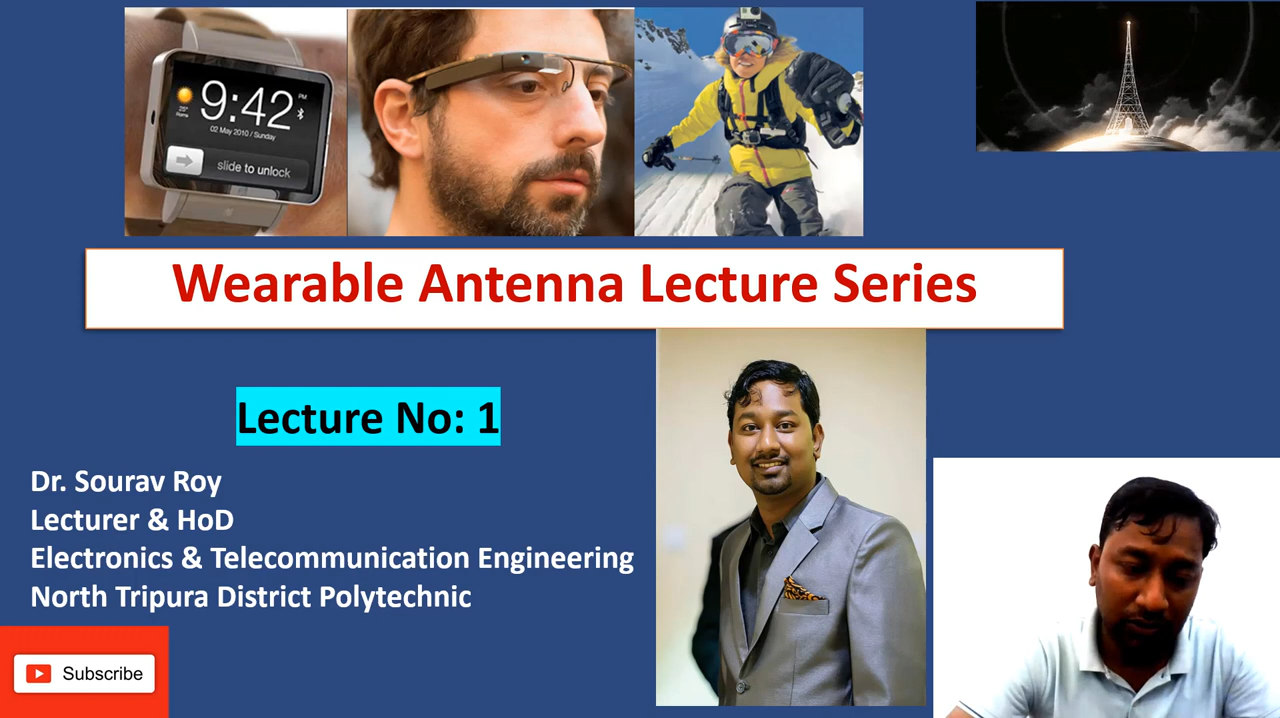 9:42 PM
02 May 2010 / Sunday
slide to unlock
Wearable Antenna Lecture Series
Lecture No: 1
Dr. Sourav Roy
Lecturer & HoD
Electronics & Telecommunication Engineering
North Tripura District Polytechnic
Subscribe